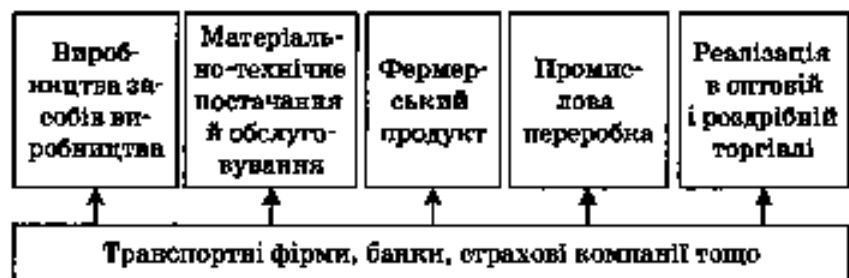 Вироб-
ництва за-
собів ви-
робництва
Матеріаль-
но-технічне
постачання
й обслуго-
вування
Фермер-
ський
продукт
Промис-
лова
переробка
Реалізація
в оптовій
і роздрібній
торгівлі
Транспортні фірми, банки, страхові компанії тощо